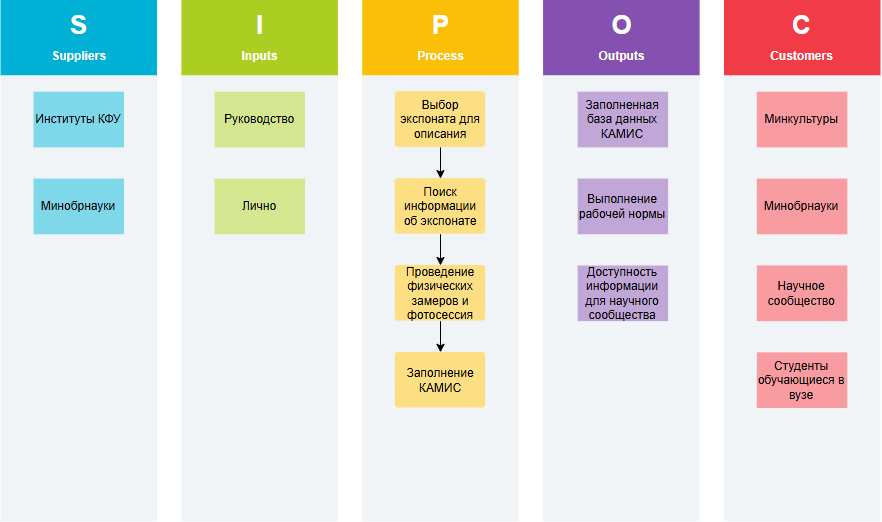 S
Suppliers
Институты КФУ
Минобрнауки
I
Inputs
Руководство
Лично
P
Process
Выбор
экспоната для
описания
Поиск
информации
об экспонате
Проведение
физических
замеров и
фотосессия
Заполнение
КАМИС
O
Outputs
Заполненная
база данных
КАМИС
Выполнение
рабочей нормы
Доступность
информации
для научного
сообщества
C
Customers
Минкультуры
Минобрнауки
Научное
сообщество
Студенты
обучающиеся в
вузе